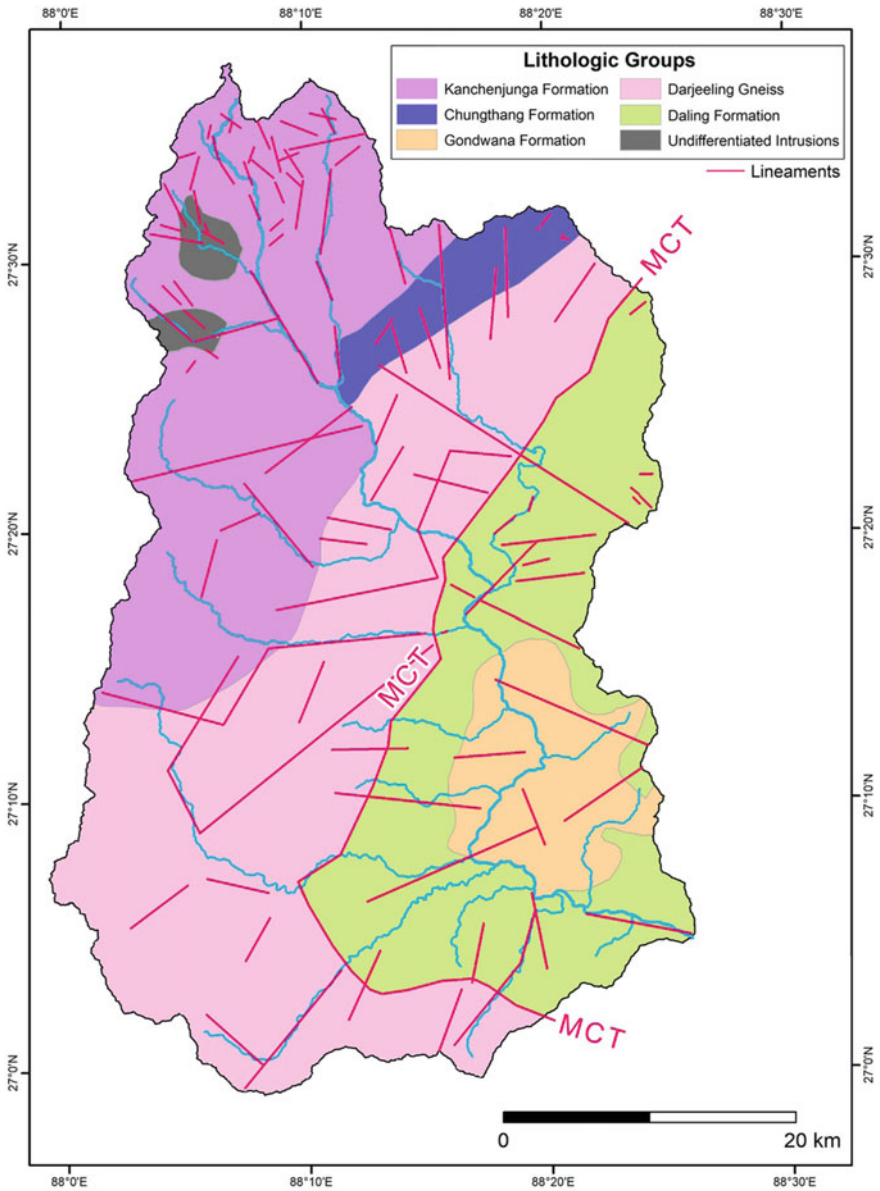 88°0'E 88°10'E 88°20'E 88°30'E
Lithologic Groups
Kanchenjunga Formation Darjeeling Gneiss
Chungthang Formation Daling Formation
Gondwana Formation Undifferentiated Intrusions
Lineaments
MCT
27°30'N 27°30'N
27°20'N 27°20'N
MCT
27°10'N 27°10'N
MCT
27°0'N 27°0'N
0 20 km
88°0'E 88°10'E 88°20'E 88°30'E